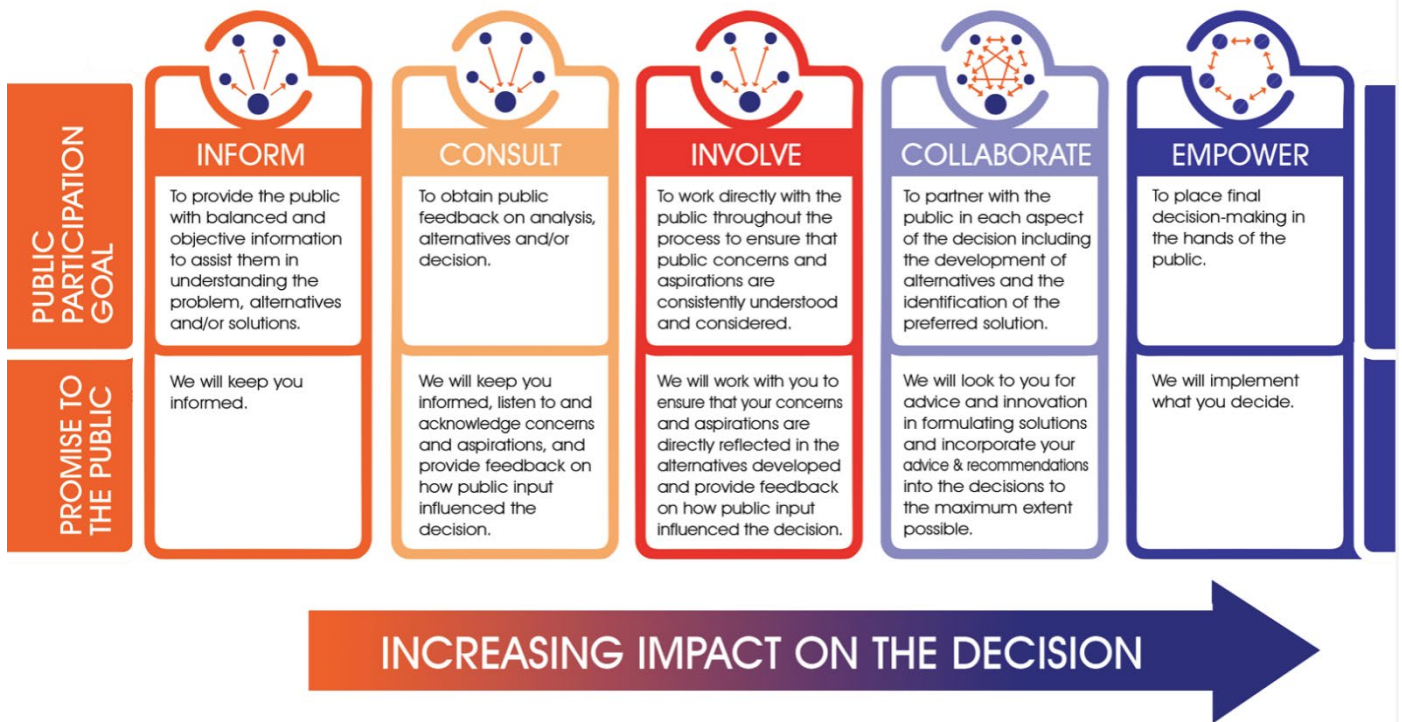 INFORM
CONSULT
INVOLVE
COLLABORATE
EMPOWER
PUBLIC
PARTICIPATION
GOAL
To provide the public
with balanced and
objective information
to assist them in
understanding the
problem, alternatives
and/or solutions.
To obtain public
feedback on analysis,
alternatives and/or
decision.
To work directly with the
public throughout the
process to ensure that
public concerns and
aspirations are
consistently understood
and considered.
To partner with the
public in each aspect
of the decision including
the development of
alternatives and the
identification of the
preferred solution.
To place final
decision-making in
the hands of the
public.
PROMISE TO
THE PUBLIC
We will keep you
informed.
We will keep you
informed, listen to and
acknowledge concerns
and aspirations, and
provide feedback on
how public input
influenced the
decision.
We will work with you to
ensure that your concerns
and aspirations are
directly reflected in the
alternatives developed
and provide feedback
on how public input
influenced the decision.
We will look to you for
advice and innovation
in formulating solutions
and incorporate your
advice & recommendations
into the decisions to
the maximum extent
possible.
We will implement
what you decide.
INCREASING IMPACT ON THE DECISION